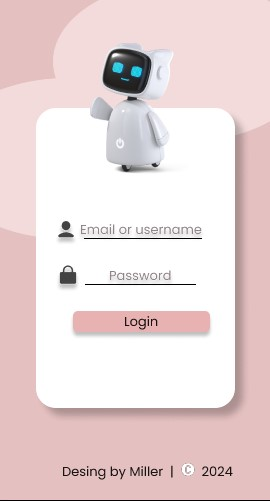 Email or username
Password
Login
Desing by Miller | © 2024